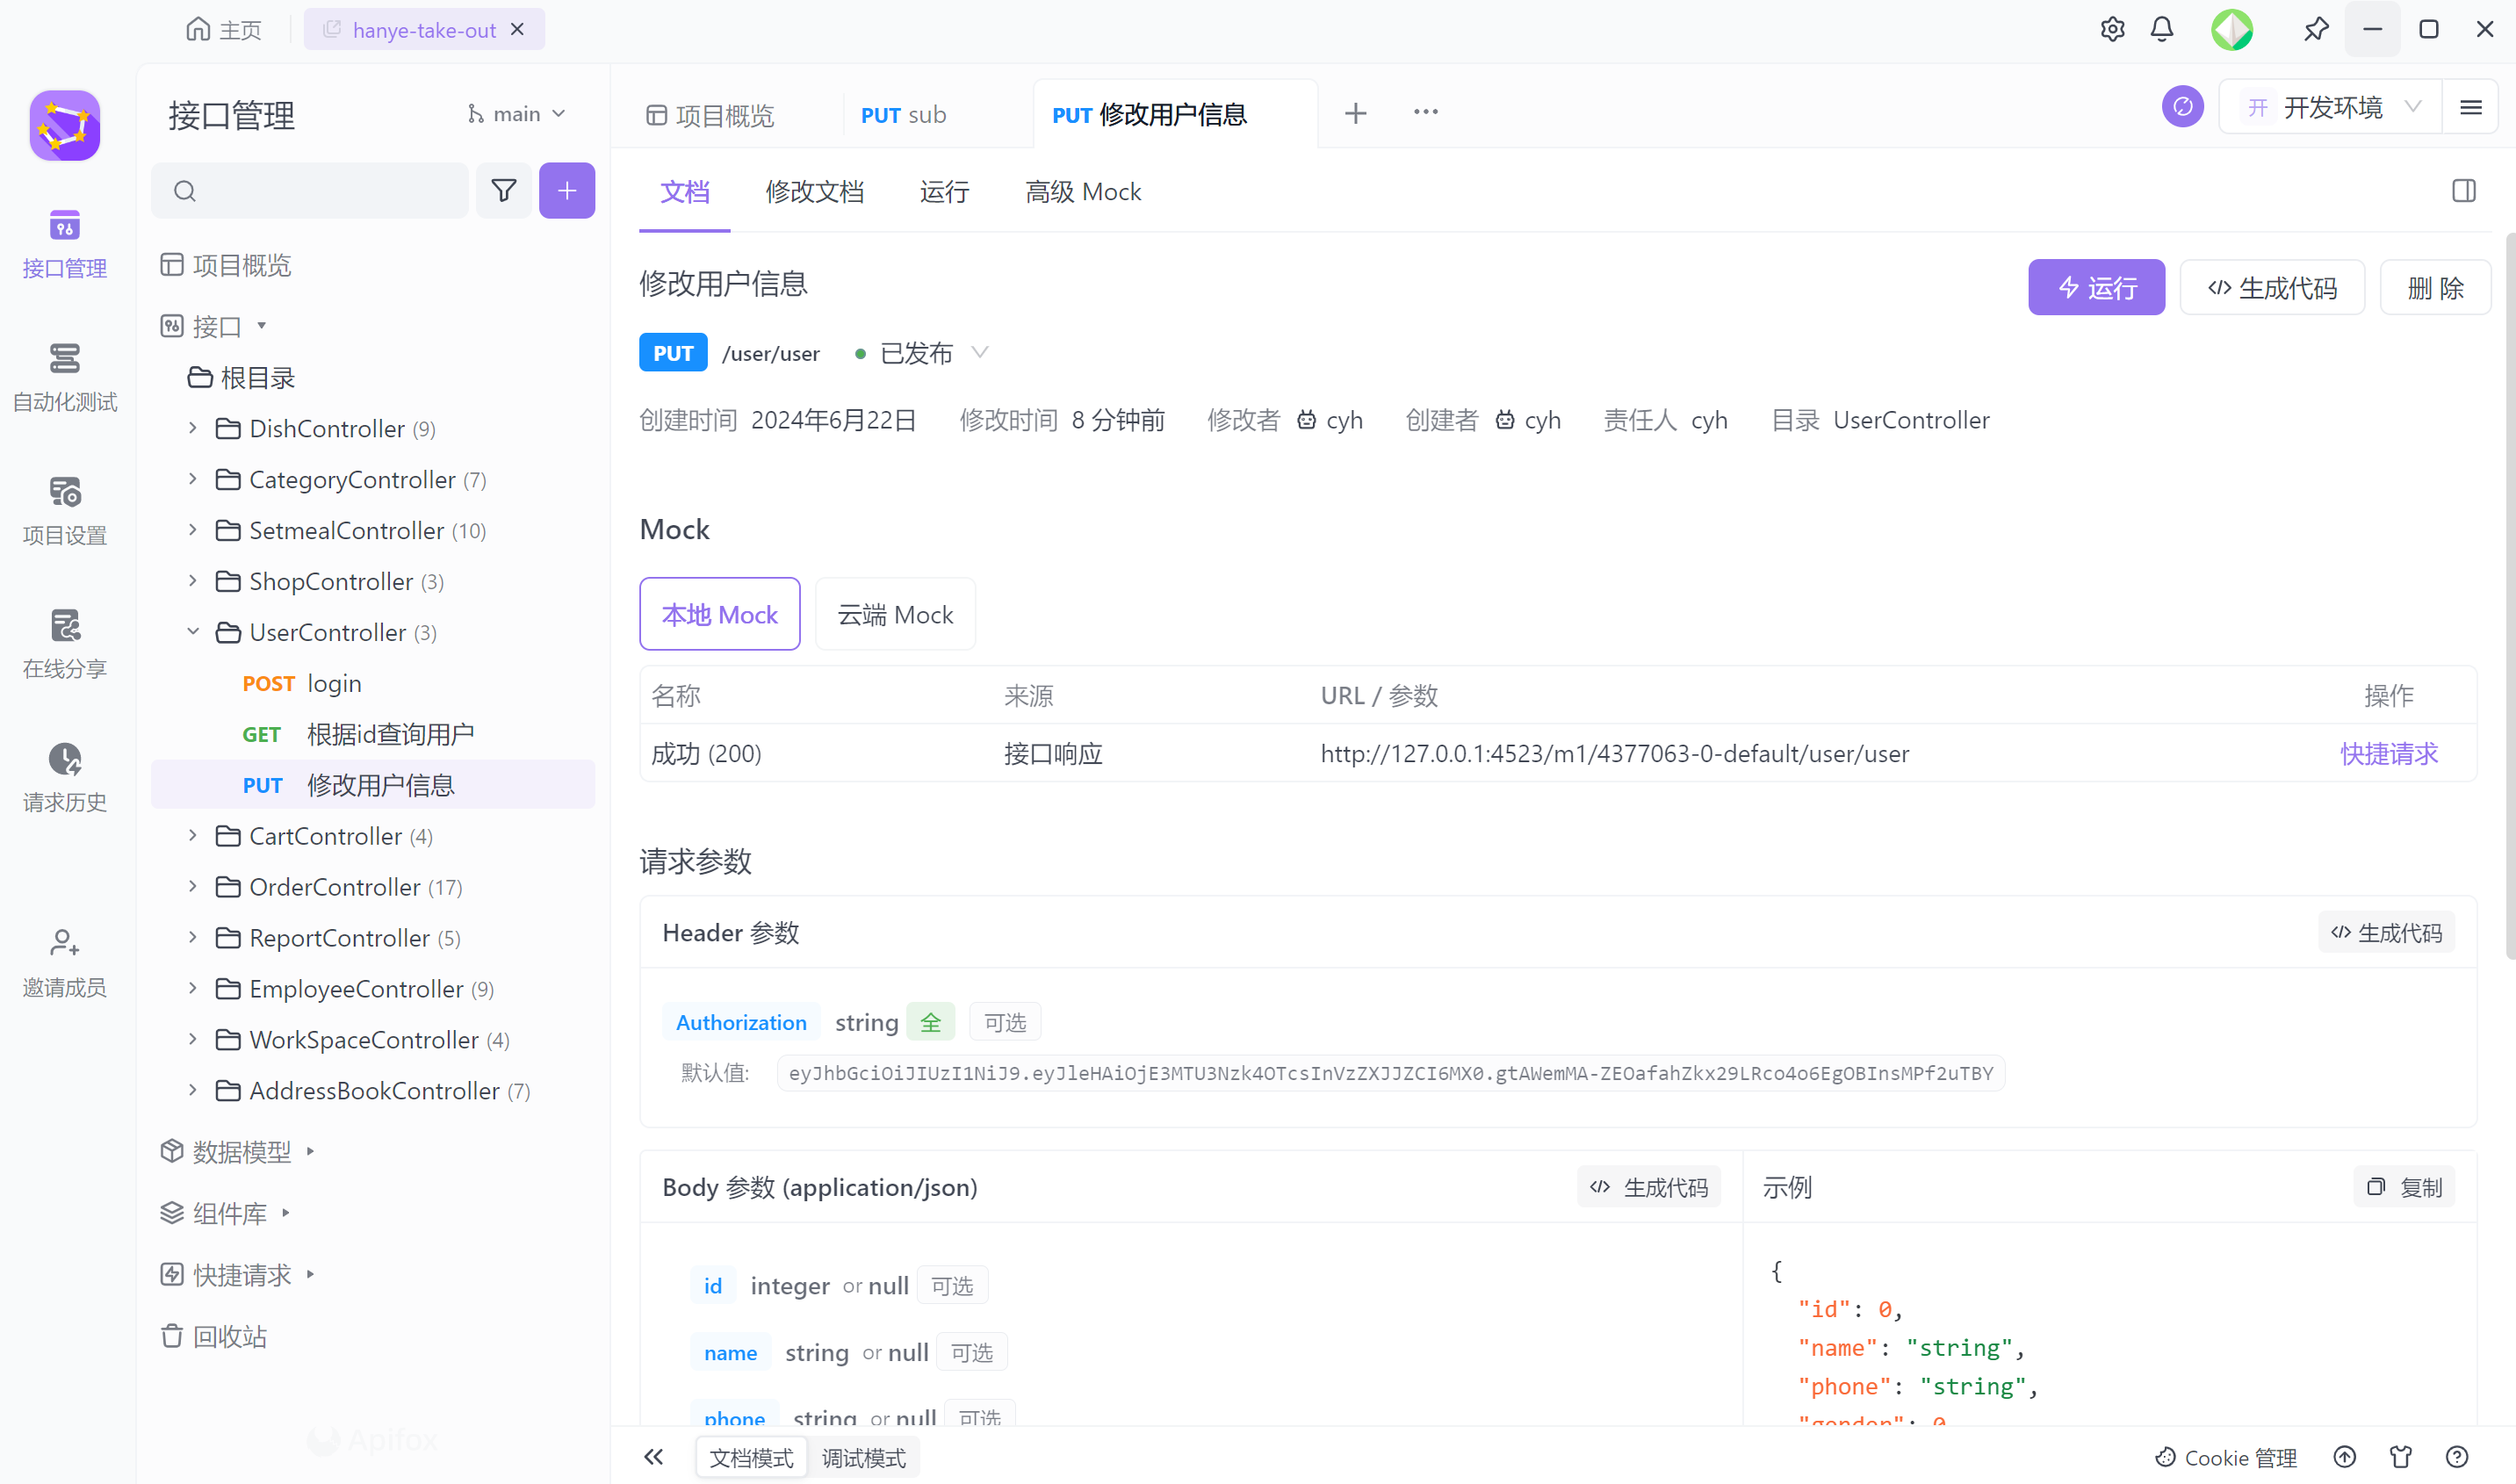 主页
hanye-take-out
接口管理
main
项目概览
PUT sub
PUT 修改用户信息
开 开发环境
接口管理
自动化测试
项目设置
在线分享
请求历史
邀请成员
项目概览
接口
根目录
DishController (9)
CategoryController (7)
SetmealController (10)
ShopController (3)
UserController (3)
POST login
GET 根据id查询用户
PUT 修改用户信息
CartController (4)
OrderController (17)
ReportController (5)
EmployeeController (9)
WorkSpaceController (4)
AddressBookController (7)
数据模型
组件库
快捷请求
回收站
Apifox
文档 修改文档 运行 高级 Mock
修改用户信息
运行 生成代码 删 除
PUT /user/user 已发布
创建时间 2024年6月22日 修改时间 8 分钟前 修改者 cyh 创建者 cyh 责任人 cyh 目录 UserController
Mock
本地 Mock 云端 Mock
名称 来源 URL / 参数 操作
成功 (200) 接口响应 http://127.0.0.1:4523/m1/4377063-0-default/user/user 快捷请求
请求参数
Header 参数 生成代码
Authorization string 全 可选
默认值: eyJhbGciOiJIUzI1NiJ9.eyJleHAiOjE3MTU3Nzk4OTcsInVzZXJJZCI6MX0.gtAWemMA-ZEOafahZkx29LRco4o6EgOBInsMPf2uTBY
Body 参数 (application/json) 生成代码
id integer or null 可选
name string or null 可选
phone string or null 可选
示例 复制
{
"id": 0,
"name": "string",
"phone": "string",
"gender": 0
文档模式 调试模式
Cookie 管理